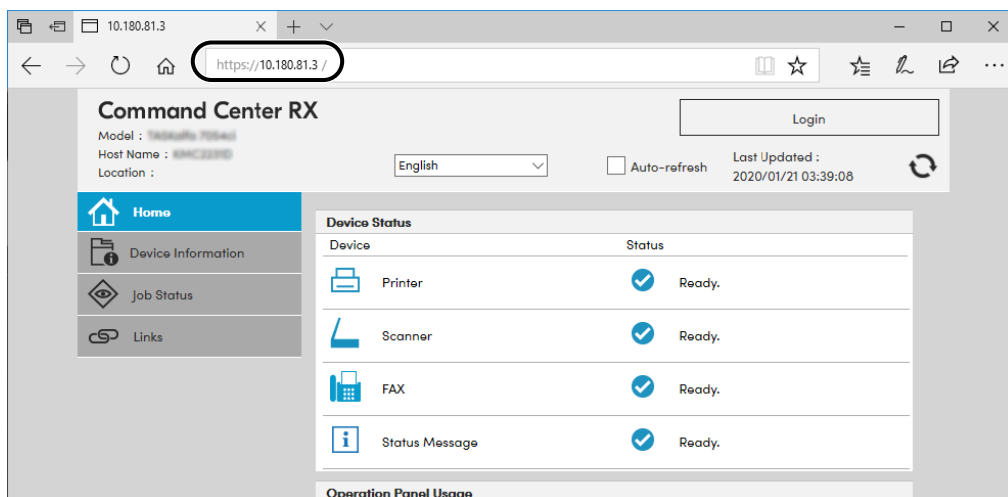 10.180.81.3
https://10.180.81.3 /
Command Center RX
Login
Model :
Host Name :
Location :
English
Auto-refresh
Last Updated :
2020/01/21 03:39:08
Home
Device Information
Job Status
Links
Device Status
Device Status
Printer Ready.
Scanner Ready.
FAX Ready.
Status Message Ready.
Operation Panel Usage